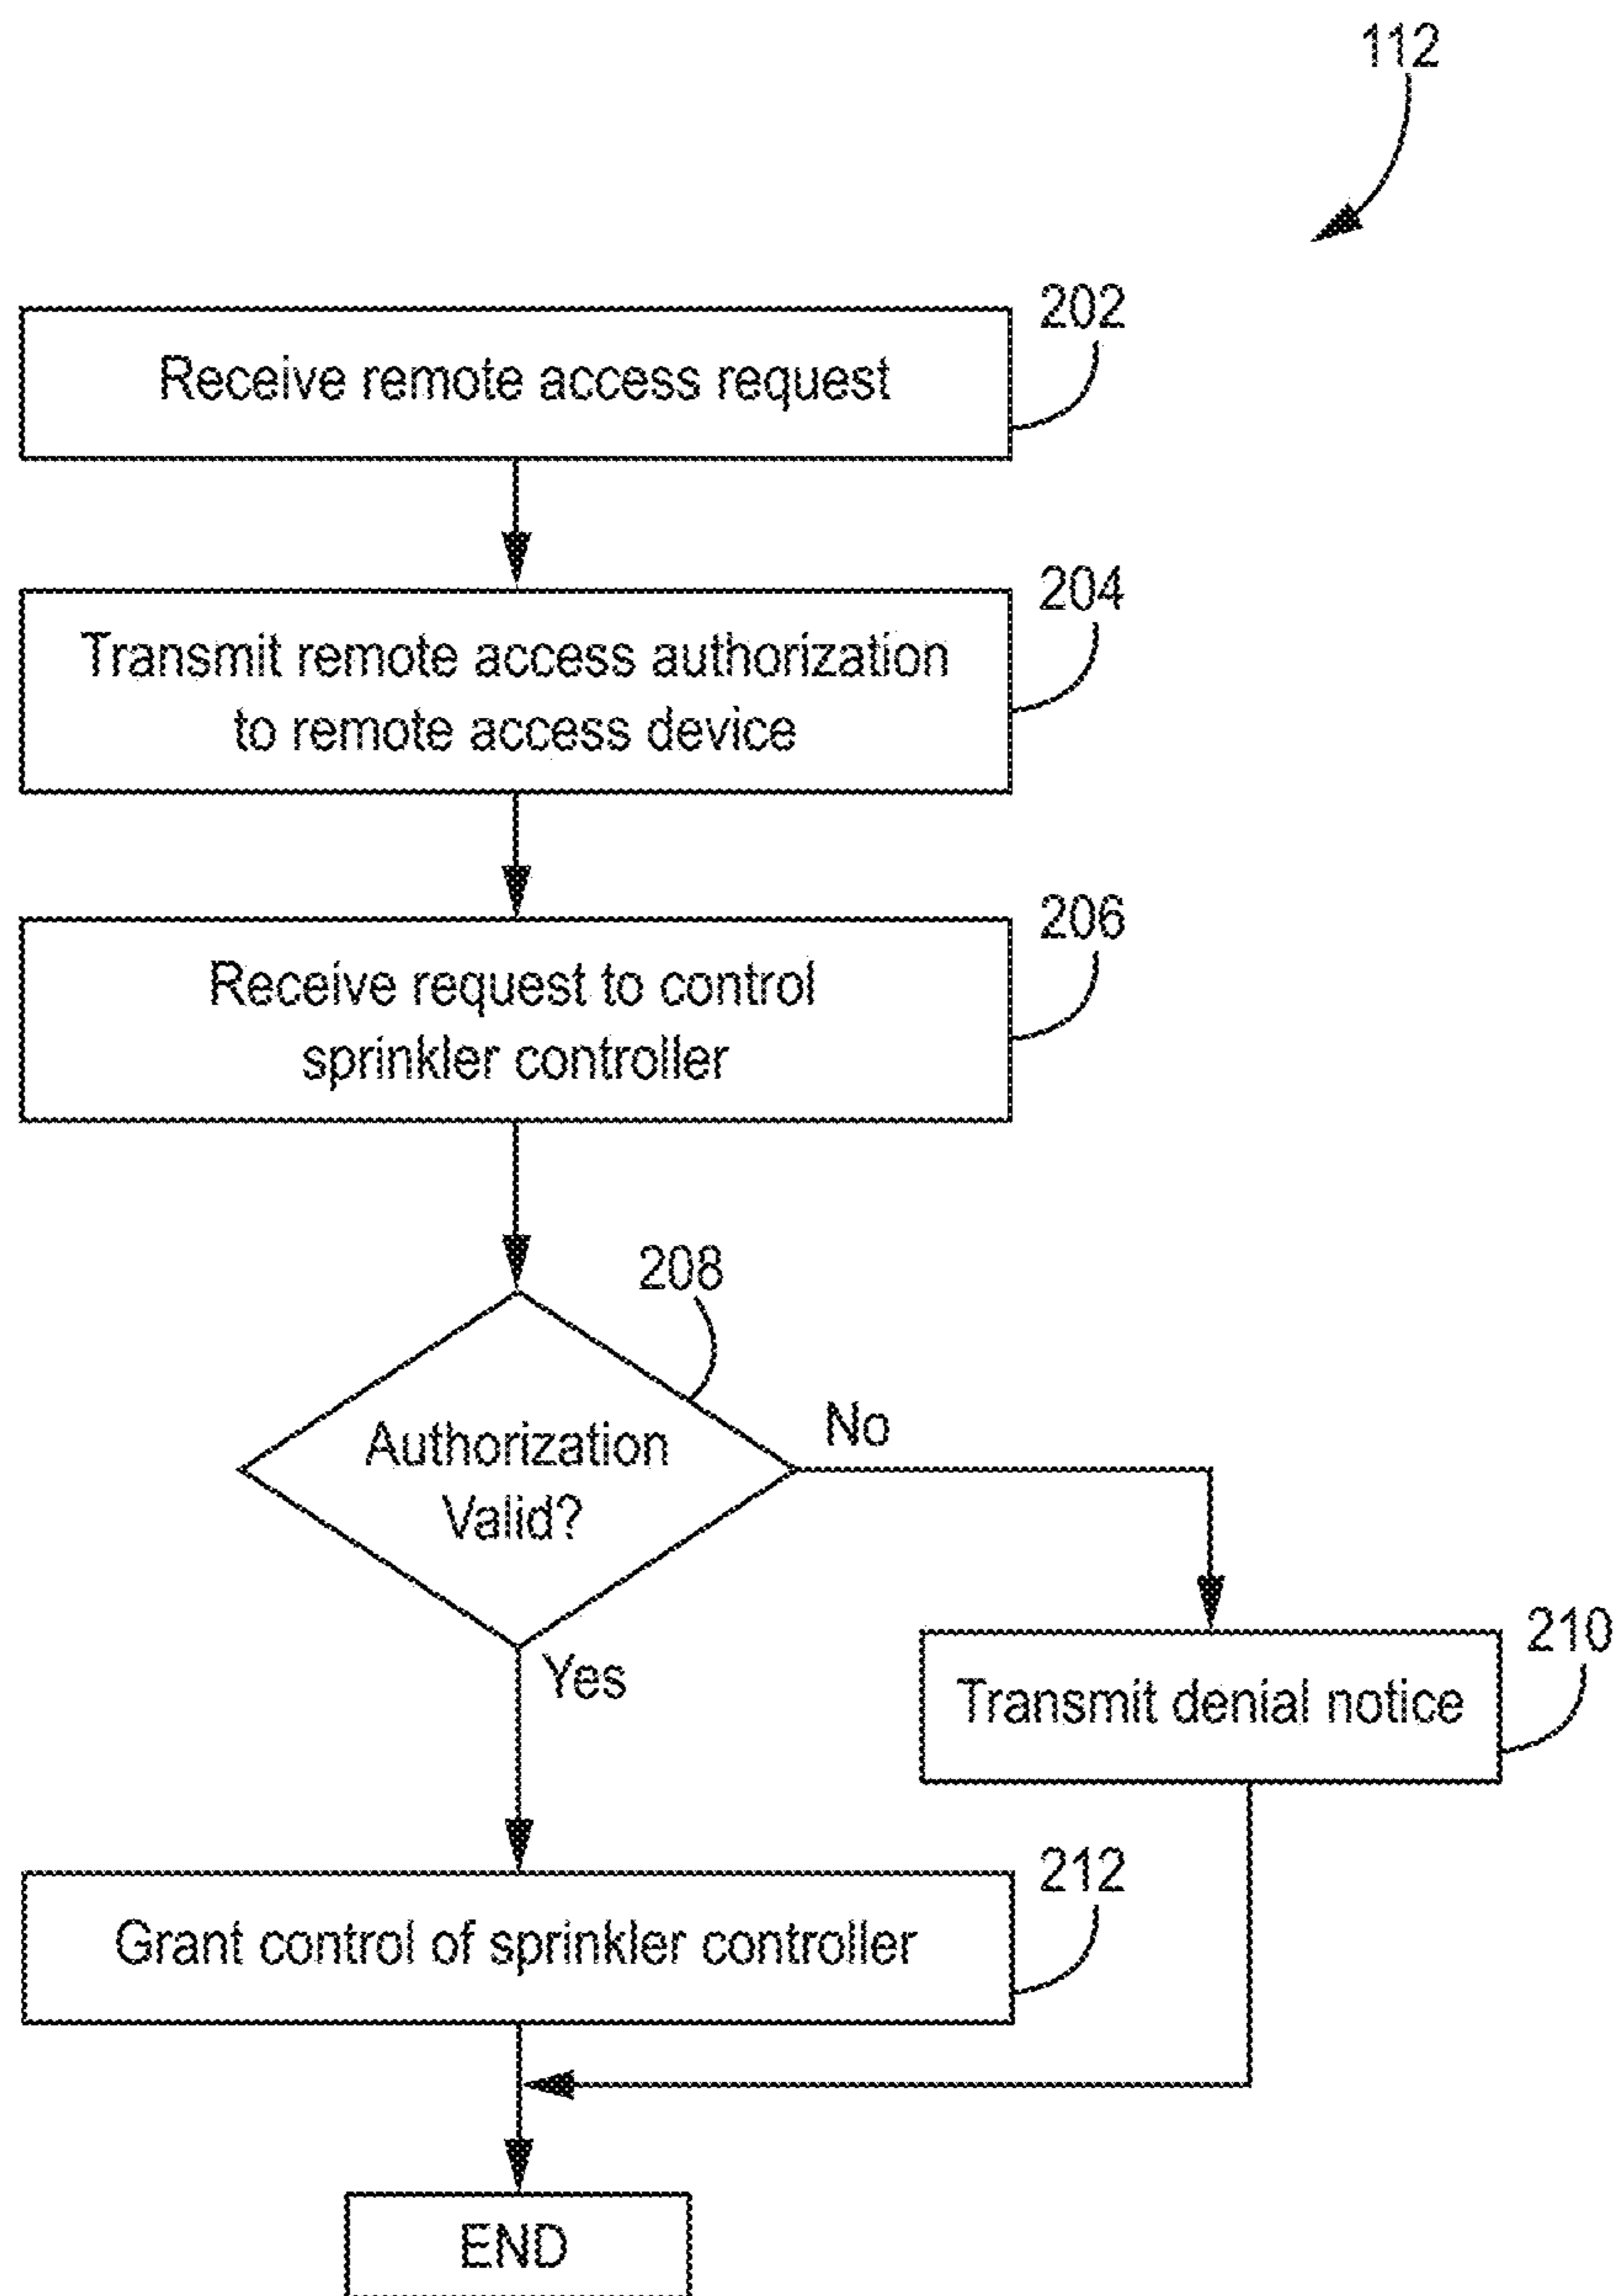 112
202
Receive remote access request
204
Transmit remote access authorization
to remote access device
206
Receive request to control
sprinkler controller
208
Authorization
Valid?
No
Yes
210
Transmit denial notice
212
Grant control of sprinkler controller
END